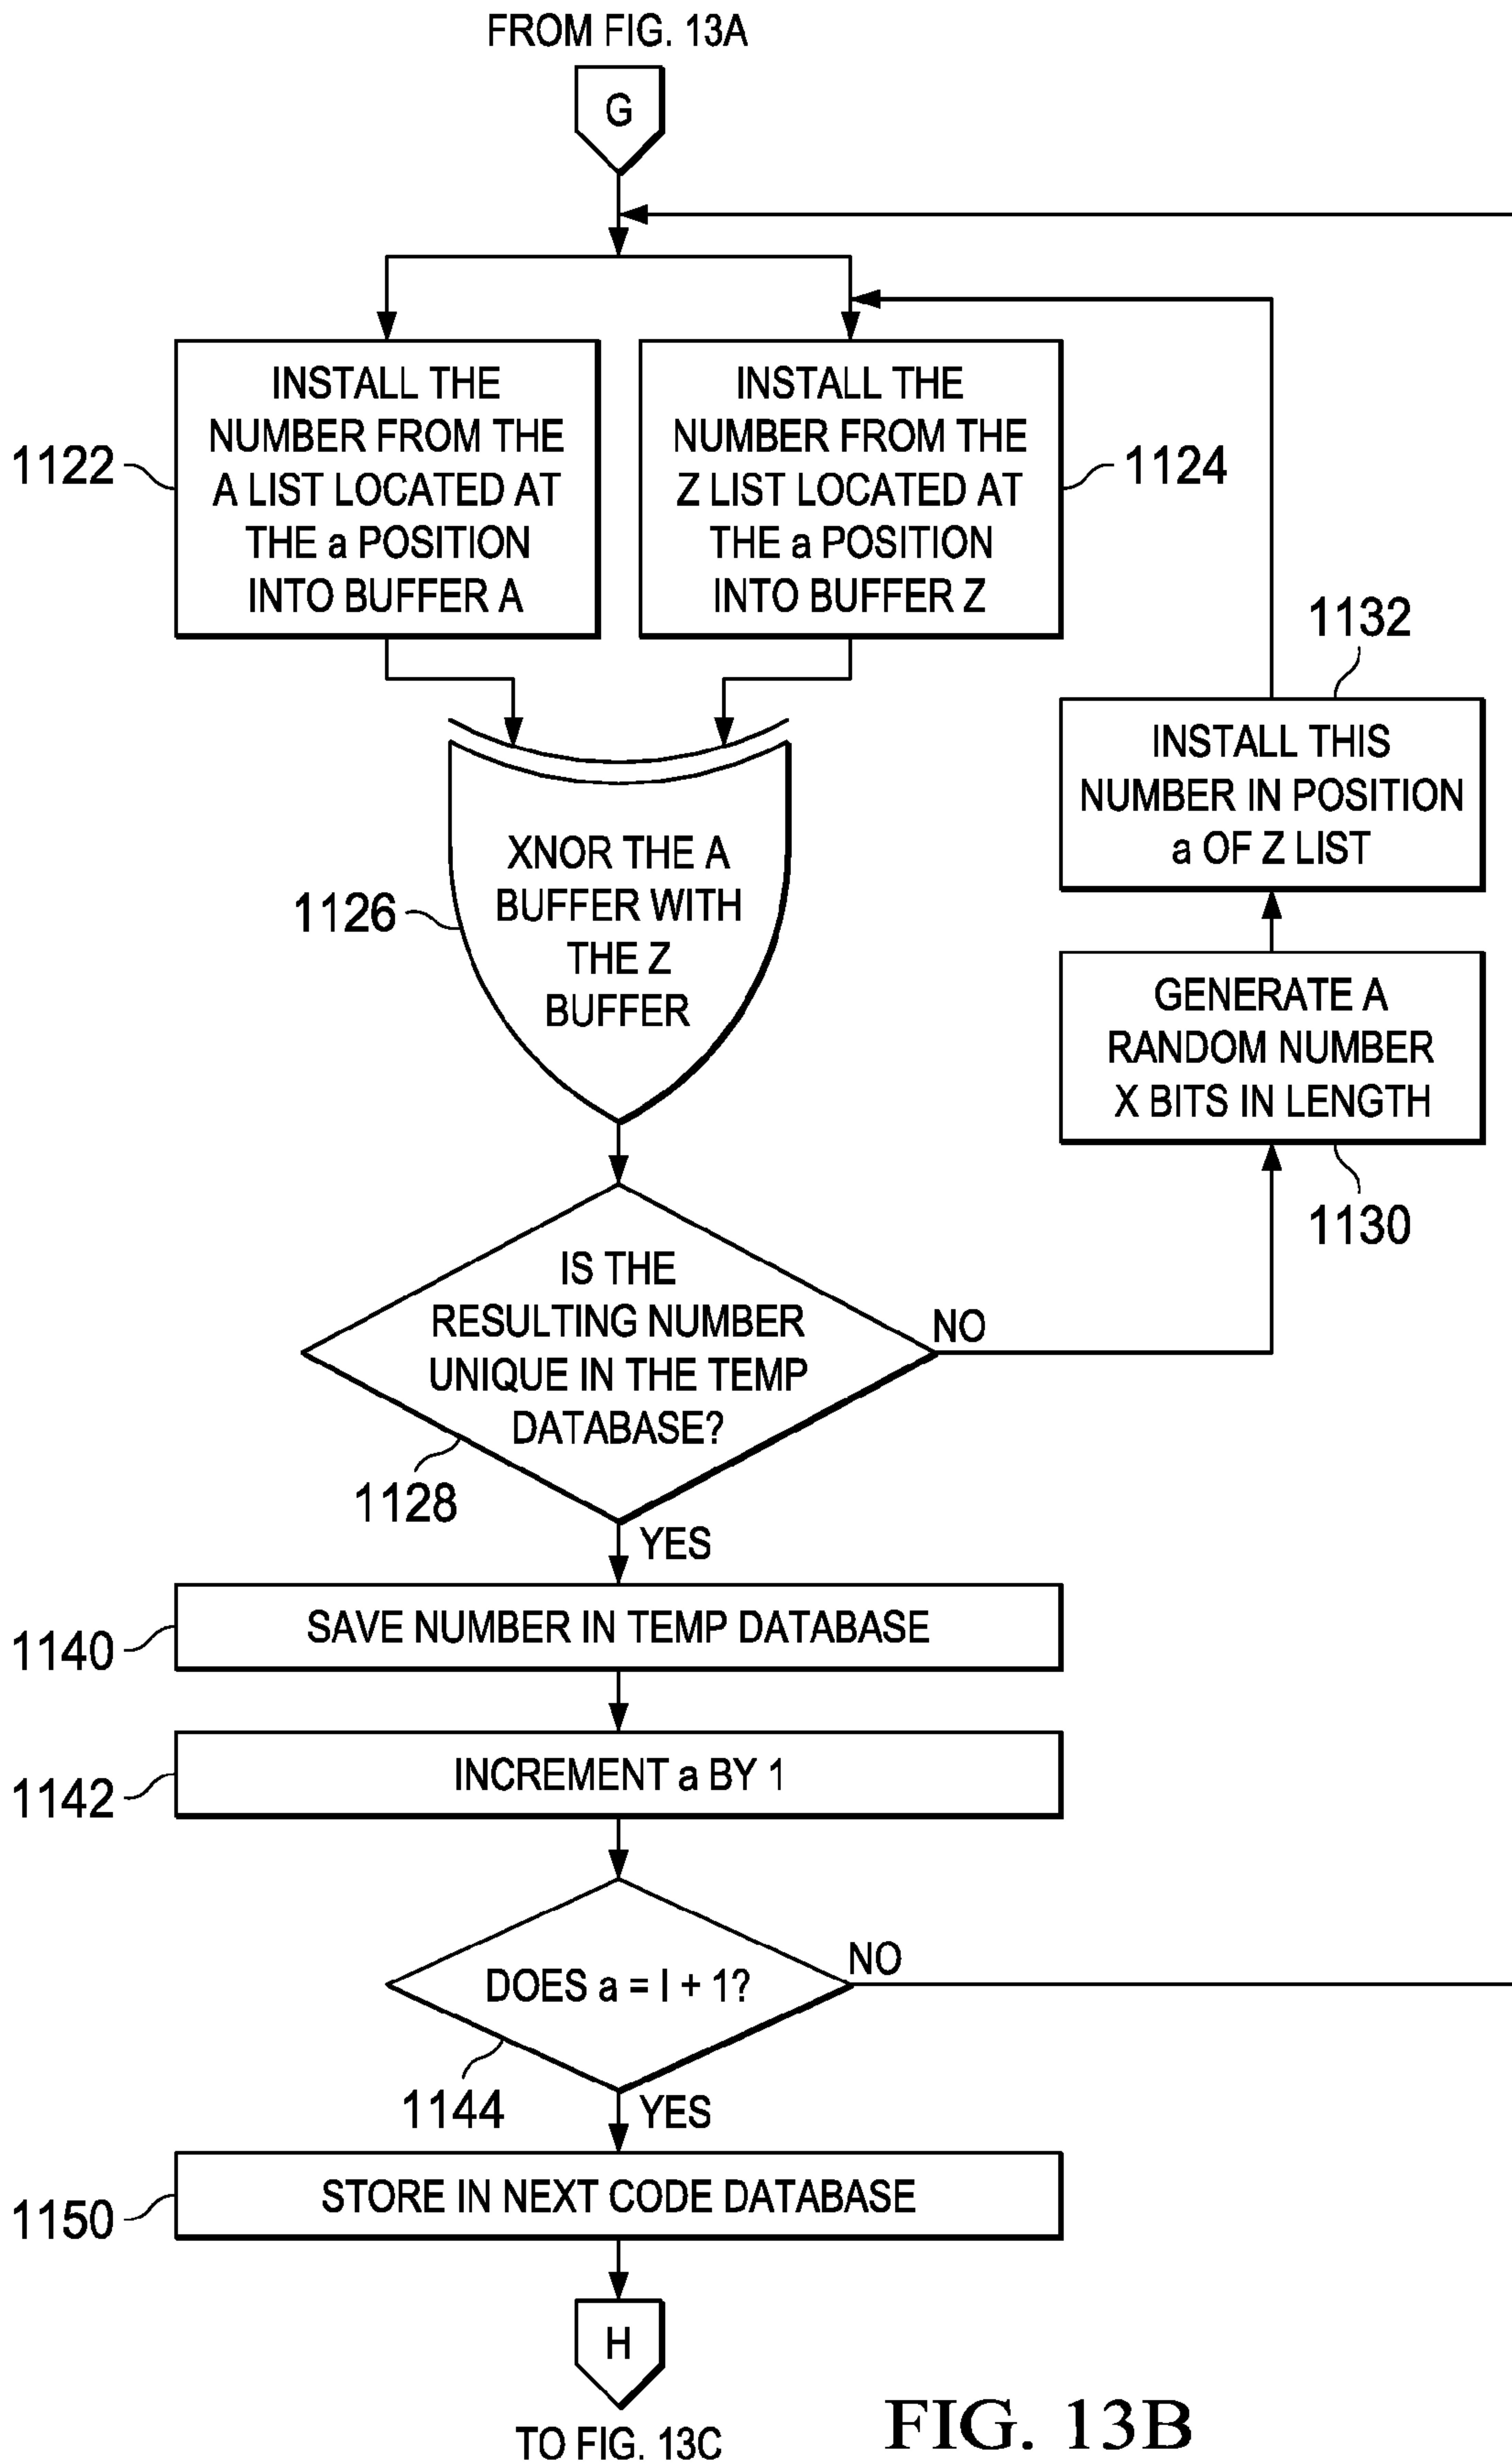 FROM FIG. 13A
G
INSTALL THE
NUMBER FROM THE
A LIST LOCATED AT
THE a POSITION
INTO BUFFER A
1122
INSTALL THE
NUMBER FROM THE
Z LIST LOCATED AT
THE a POSITION
INTO BUFFER Z
1124
1132
INSTALL THIS
NUMBER IN POSITION
a OF Z LIST
XNOR THE A
BUFFER WITH
THE Z
BUFFER
1126
GENERATE A
RANDOM NUMBER
X BITS IN LENGTH
1130
IS THE
RESULTING NUMBER
UNIQUE IN THE TEMP
DATABASE?
NO
1128
YES
SAVE NUMBER IN TEMP DATABASE
1140
INCREMENT a BY 1
1142
DOES a = I + 1?
NO
1144
YES
STORE IN NEXT CODE DATABASE
1150
H
TO FIG. 13C
FIG. 13B